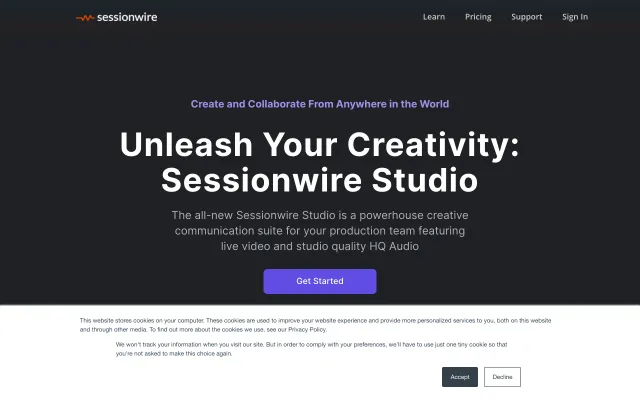 sessionwire
Learn Pricing Support Sign In
Create and Collaborate From Anywhere in the World
Unleash Your Creativity:
Sessionwire Studio
The all-new Sessionwire Studio is a powerhouse creative
communication suite for your production team featuring
live video and studio quality HQ Audio
Get Started
This website stores cookies on your computer. These cookies are used to improve your website experience and provide more personalized services to you, both on this website
and through other media. To find out more about the cookies we use, see our Privacy Policy.
We won't track your information when you visit our site. But in order to comply with your preferences, we'll have to use just one tiny cookie so that
you're not asked to make this choice again.
Accept Decline